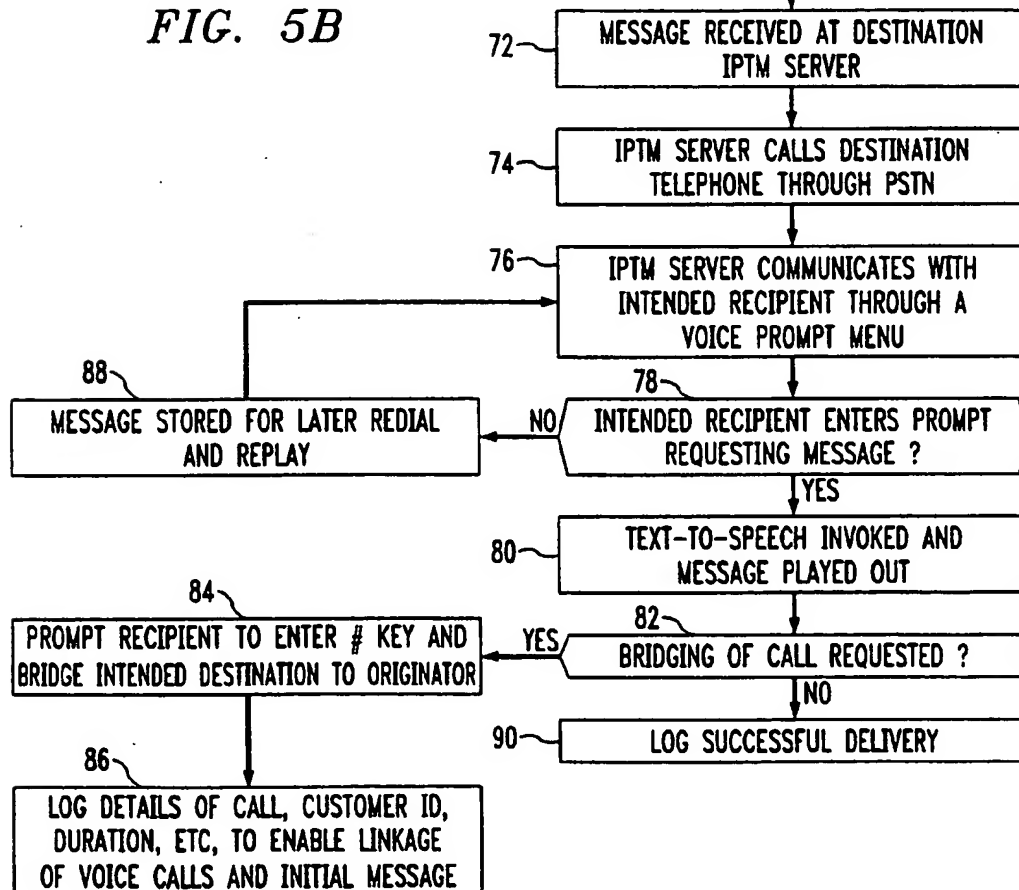 FIG. 5B
72
MESSAGE RECEIVED AT DESTINATION
IPTM SERVER
74
IPTM SERVER CALLS DESTINATION
TELEPHONE THROUGH PSTN
76
IPTM SERVER COMMUNICATES WITH
INTENDED RECIPIENT THROUGH A
VOICE PROMPT MENU
78
INTENDED RECIPIENT ENTERS PROMPT
REQUESTING MESSAGE ?
NO
88
MESSAGE STORED FOR LATER REDIAL
AND REPLAY
YES
80
TEXT-TO-SPEECH INVOKED AND
MESSAGE PLAYED OUT
82
BRIDGING OF CALL REQUESTED ?
YES
84
PROMPT RECIPIENT TO ENTER # KEY AND
BRIDGE INTENDED DESTINATION TO ORIGINATOR
NO
90
LOG SUCCESSFUL DELIVERY
86
LOG DETAILS OF CALL, CUSTOMER ID,
DURATION, ETC, TO ENABLE LINKAGE
OF VOICE CALLS AND INITIAL MESSAGE